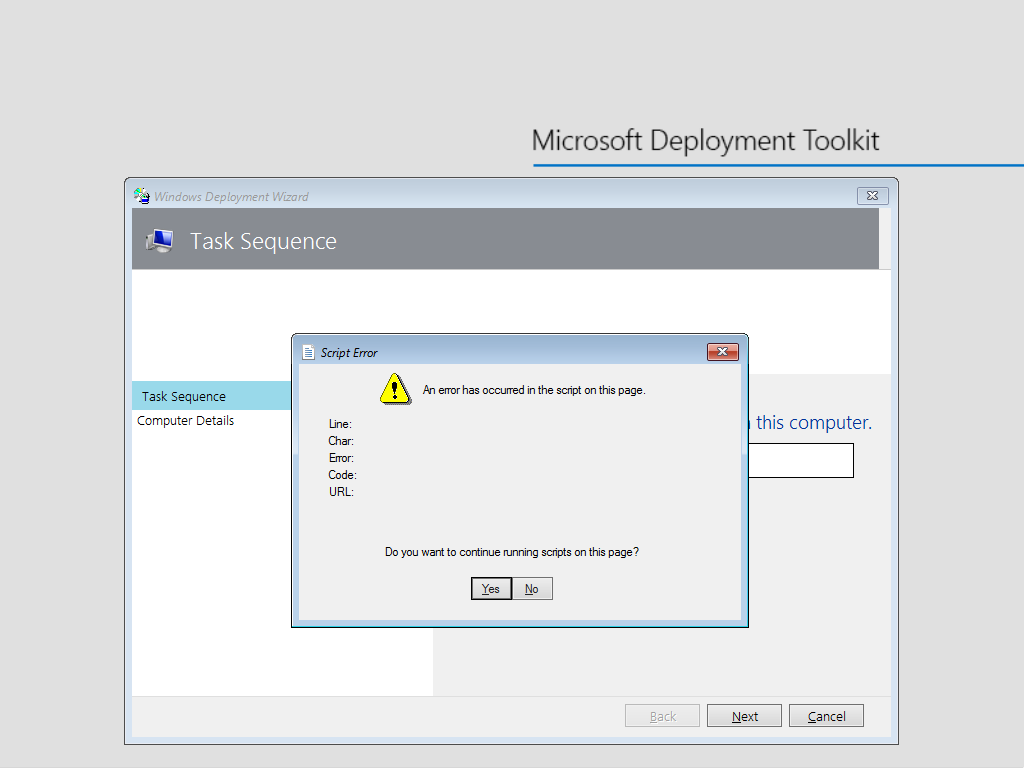 Microsoft Deployment Toolkit
Windows Deployment Wizard
Task Sequence
Script Error
An error has occurred in the script on this page.
Task Sequence
Computer Details
this computer.
Line:
Char:
Error:
Code:
URL:
Do you want to continue running scripts on this page?
Yes No
Back Next Cancel